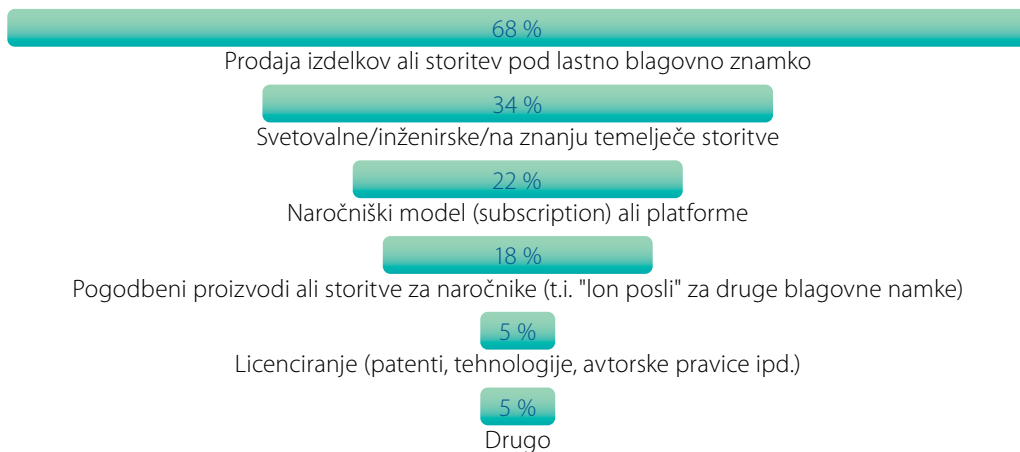 68 %
Prodaja izdelkov ali storitev pod lastno blagovno znamko
34 %
Svetovalne/inženirske/na znanju temelječe storitve
22 %
Naročniški model (subscription) ali platforme
18 %
Pogodbeni proizvodi ali storitve za naročnike (t.i. "lon posli" za druge blagovne namke)
5 %
Licenciranje (patenti, tehnologije, avtorske pravice ipd.)
5 %
Drugo